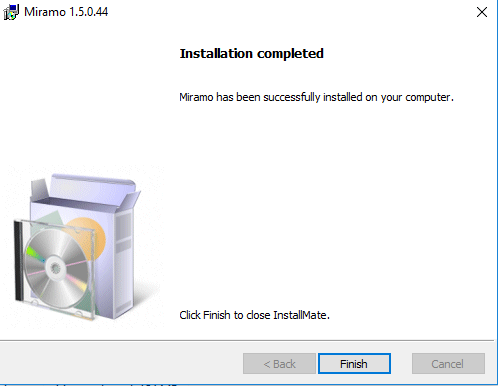 Miramo 1.5.0.44
Installation completed
Miramo has been successfully installed on your computer.
Click Finish to close InstallMate.
< Back
Finish
Cancel